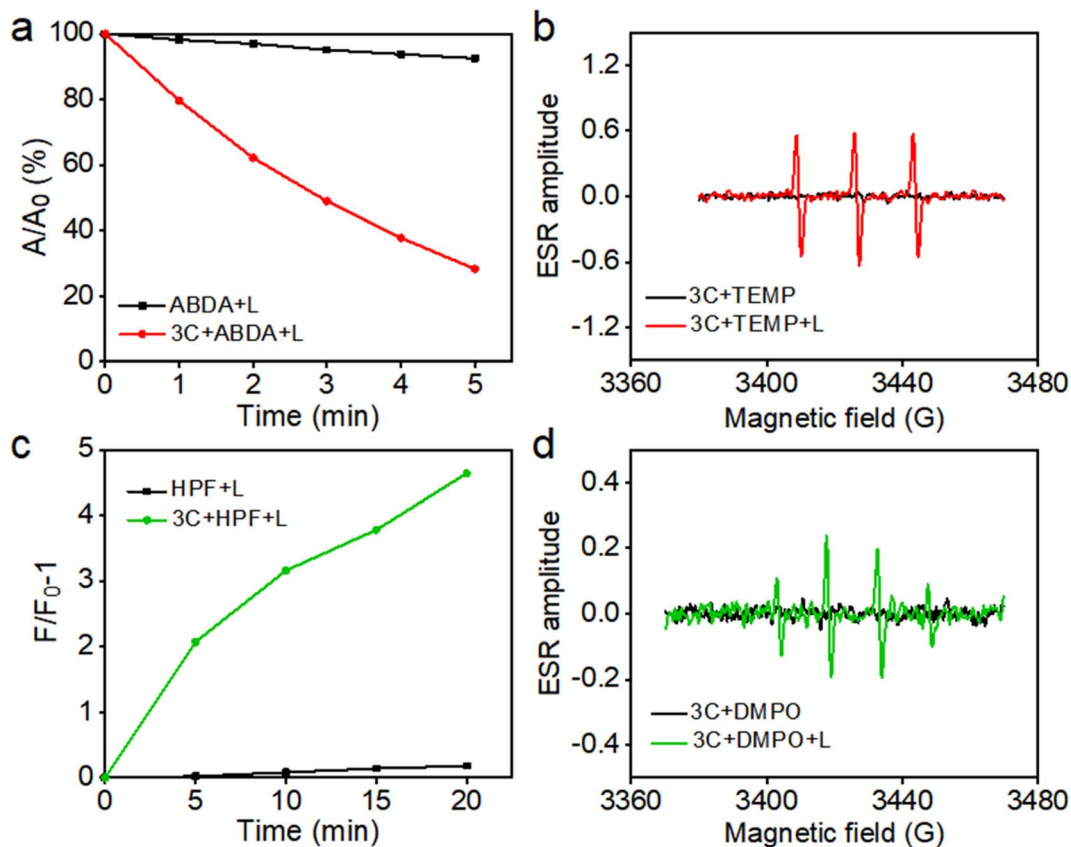 a
100
80
60
40
20
0
A/A0 (%)
ABDA+L
3C+ABDA+L
0 1 2 3 4 5
Time (min)
b
1.2
0.6
0.0
-0.6
-1.2
ESR amplitude
3C+TEMP
3C+TEMP+L
3360 3400 3440 3480
Magnetic field (G)
c
5
4
3
2
1
0
F/F0-1
HPF+L
3C+HPF+L
0 5 10 15 20
Time (min)
d
0.4
0.2
0.0
-0.2
-0.4
ESR amplitude
3C+DMPO
3C+DMPO+L
3360 3400 3440 3480
Magnetic field (G)